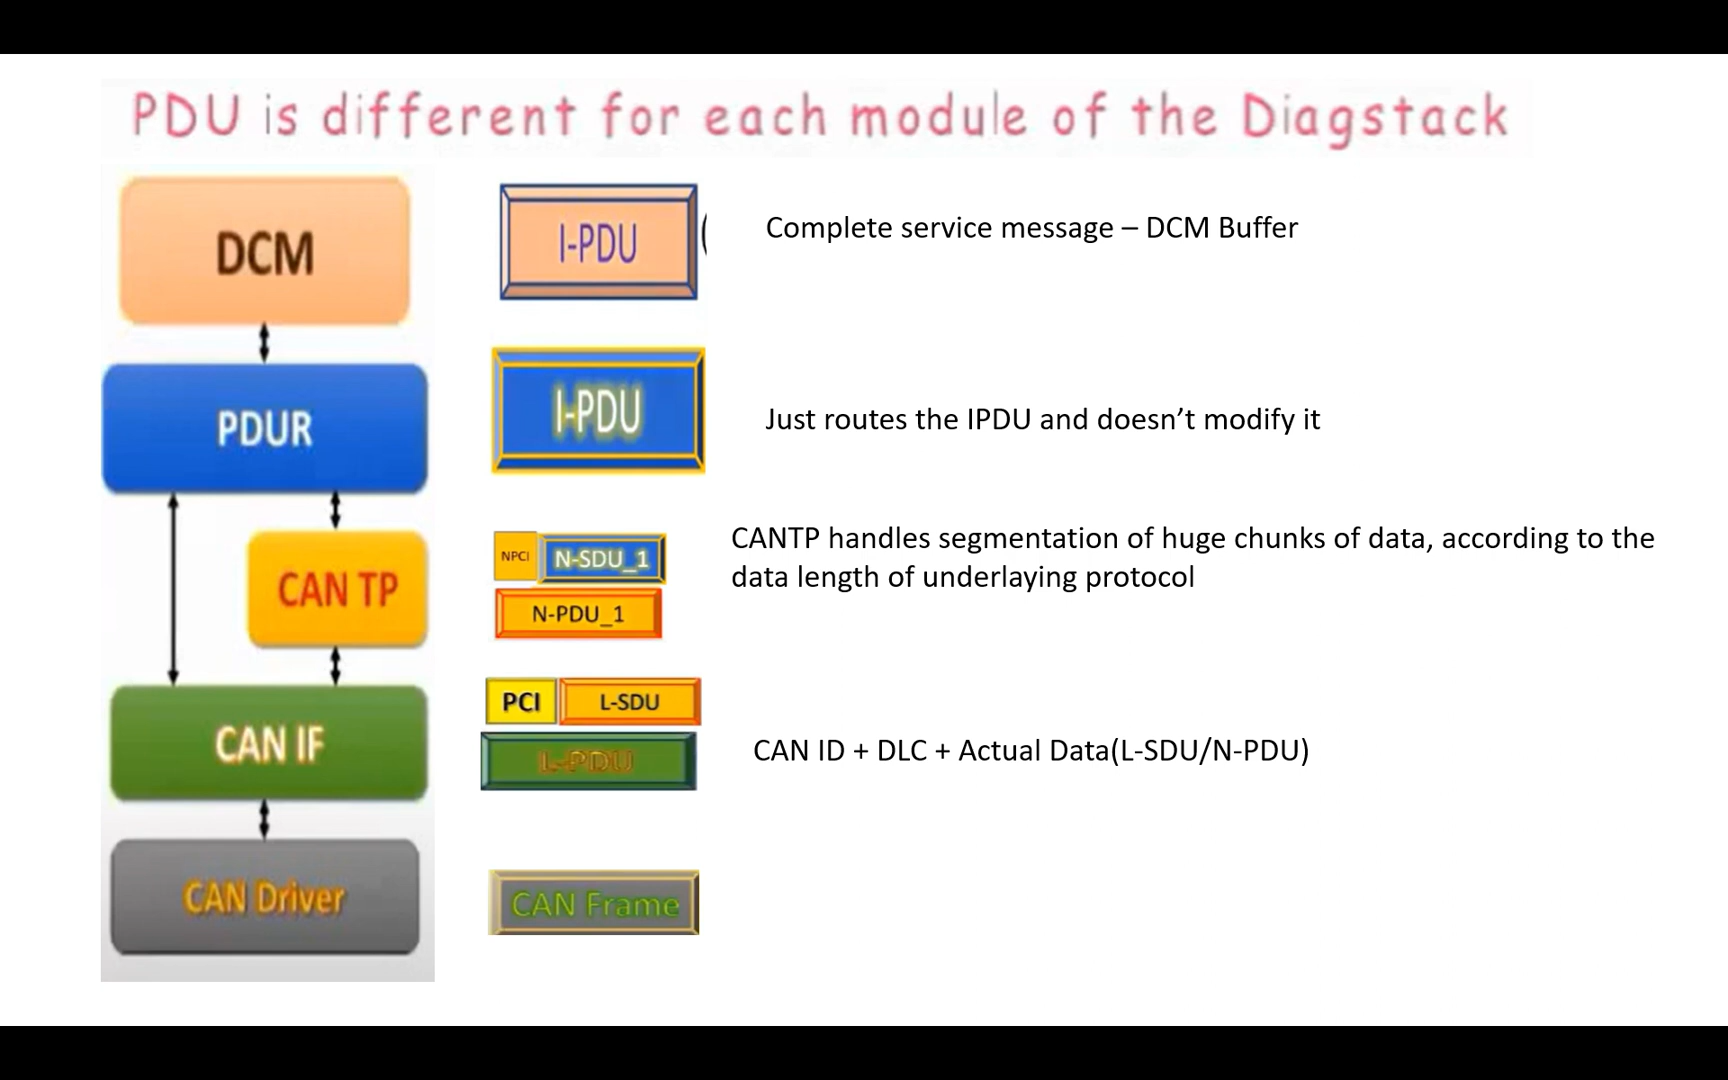 PDU is different for each module of the Diagstack
DCM
I-PDU
(
Complete service message – DCM Buffer
PDUR
I-PDU
Just routes the IPDU and doesn’t modify it
CAN TP
NPCI
N-SDU_1
N-PDU_1
CANTP handles segmentation of huge chunks of data, according to the
data length of underlaying protocol
CAN IF
PCI
L-SDU
L-PDU
CAN ID + DLC + Actual Data(L-SDU/N-PDU)
CAN Driver
CAN Frame